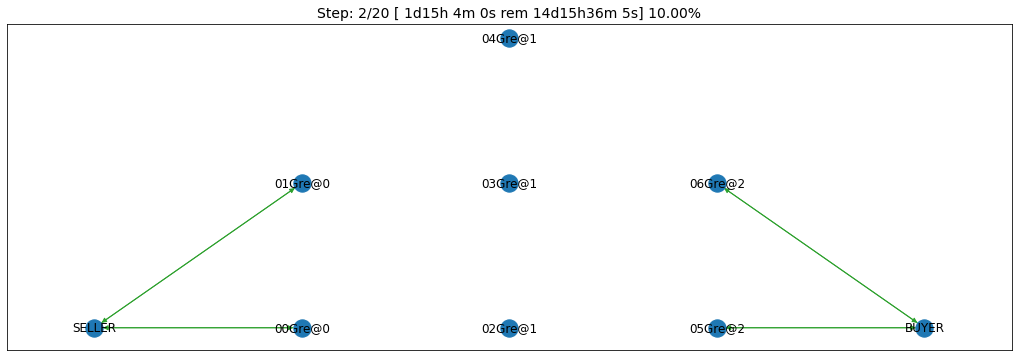 Step: 2/20 [ 1d15h 4m 0s rem 14d15h36m 5s] 10.00%
04Gre@1
01Gre@0
03Gre@1
06Gre@2
SELLER
00Gre@0
02Gre@1
05Gre@2
BUYER